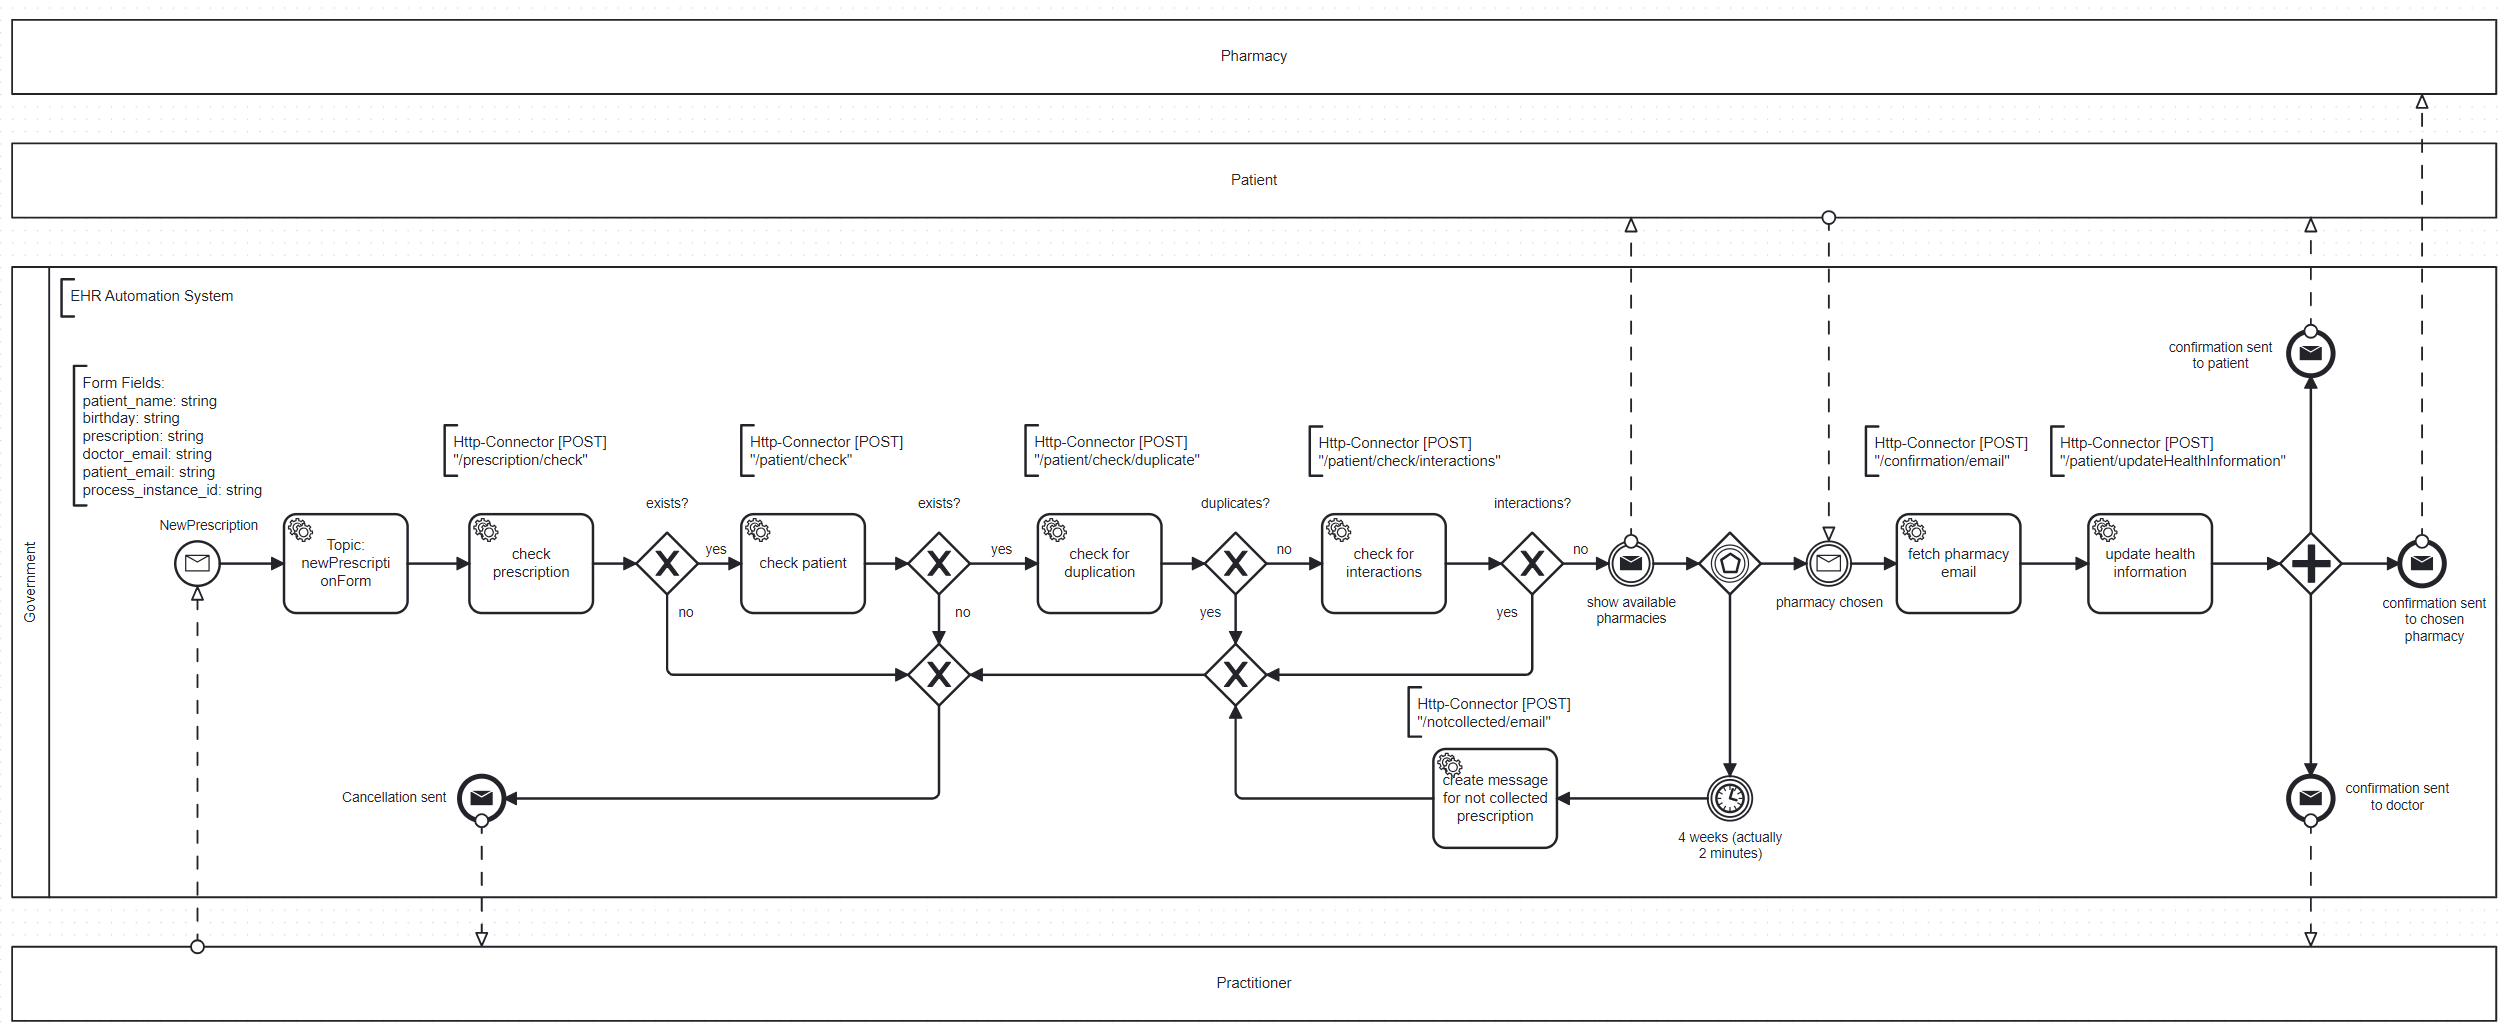 Pharmacy
Patient
Government
EHR Automation System
Form Fields:
patient_name: string
birthday: string
prescription: string
doctor_email: string
patient_email: string
process_instance_id: string
NewPrescription
Topic:
newPrescripti
onForm
Http-Connector [POST]
"/prescription/check"
check
prescription
exists?
yes
no
Http-Connector [POST]
"/patient/check"
check patient
exists?
yes
no
Http-Connector [POST]
"/patient/check/duplicate"
check for
duplication
duplicates?
no
yes
Http-Connector [POST]
"/patient/check/interactions"
check for
interactions
interactions?
no
yes
show available
pharmacies
pharmacy chosen
Http-Connector [POST]
"/confirmation/email"
fetch pharmacy
email
Http-Connector [POST]
"/patient/updateHealthInformation"
update health
information
confirmation sent
to patient
confirmation sent
to chosen
pharmacy
confirmation sent
to doctor
Http-Connector [POST]
"/notcollected/email"
create message
for not collected
prescription
4 weeks (actually
2 minutes)
Cancellation sent
Practitioner